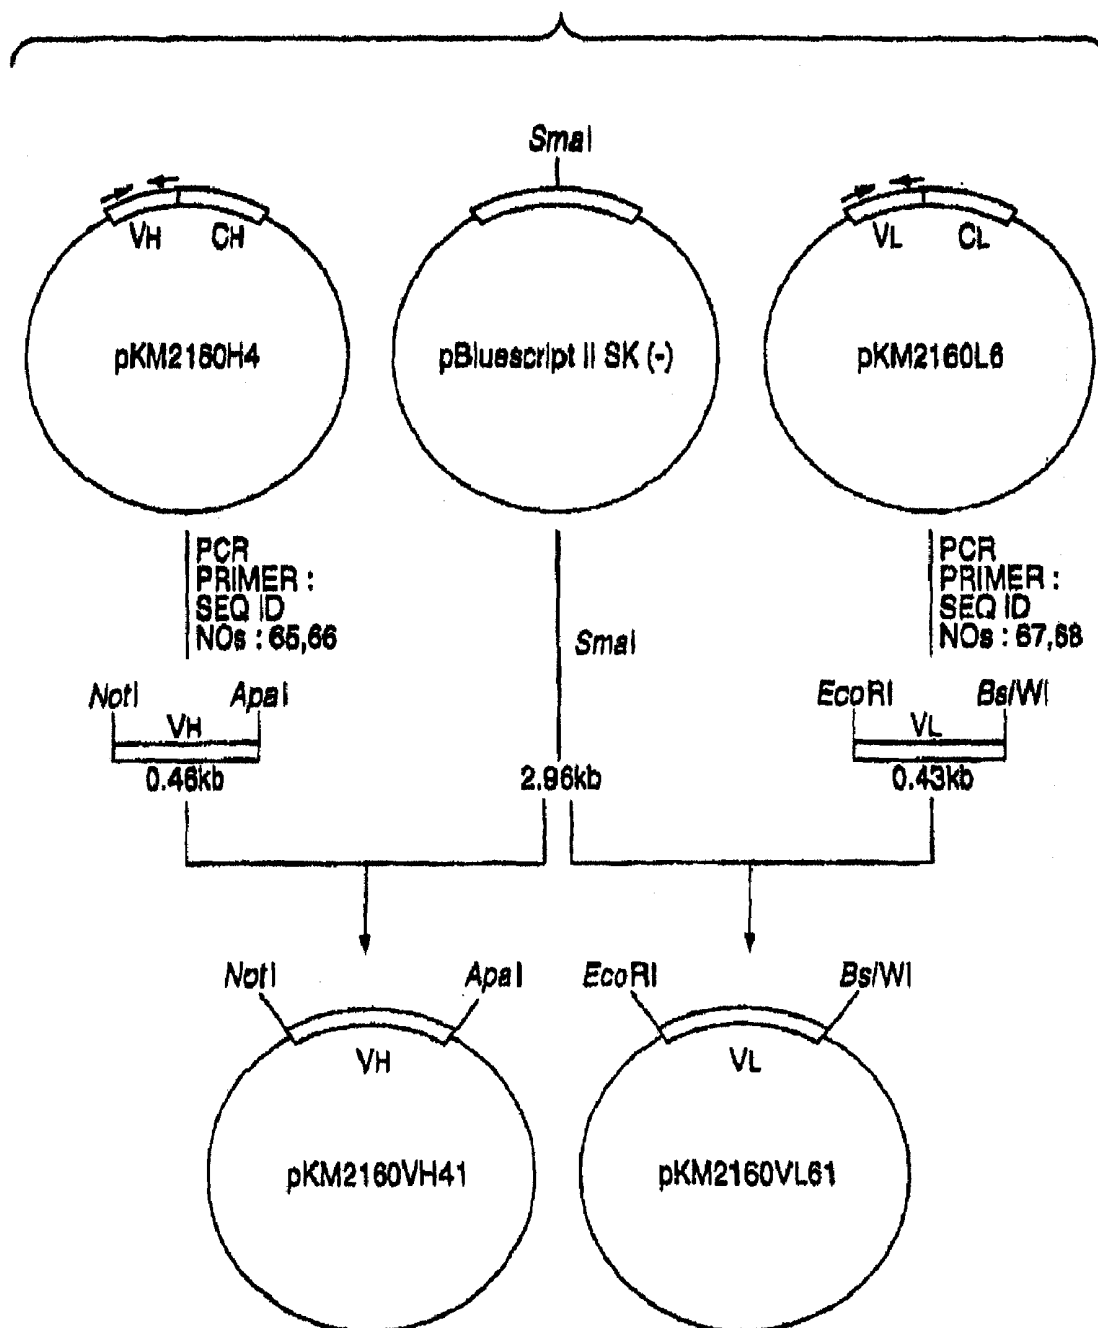 SmaI
VH CH
VL CL
pKM2160H4
pBluescript II SK (-)
pKM2160L6
PCR
PRIMER :
SEQ ID
NOs : 65,66
SmaI
PCR
PRIMER :
SEQ ID
NOs : 67,68
NotI ApaI
VH
0.46kb
2.96kb
EcoRI BsiWI
VL
0.43kb
NotI ApaI
VH
pKM2160VH41
EcoRI BsiWI
VL
pKM2160VL61